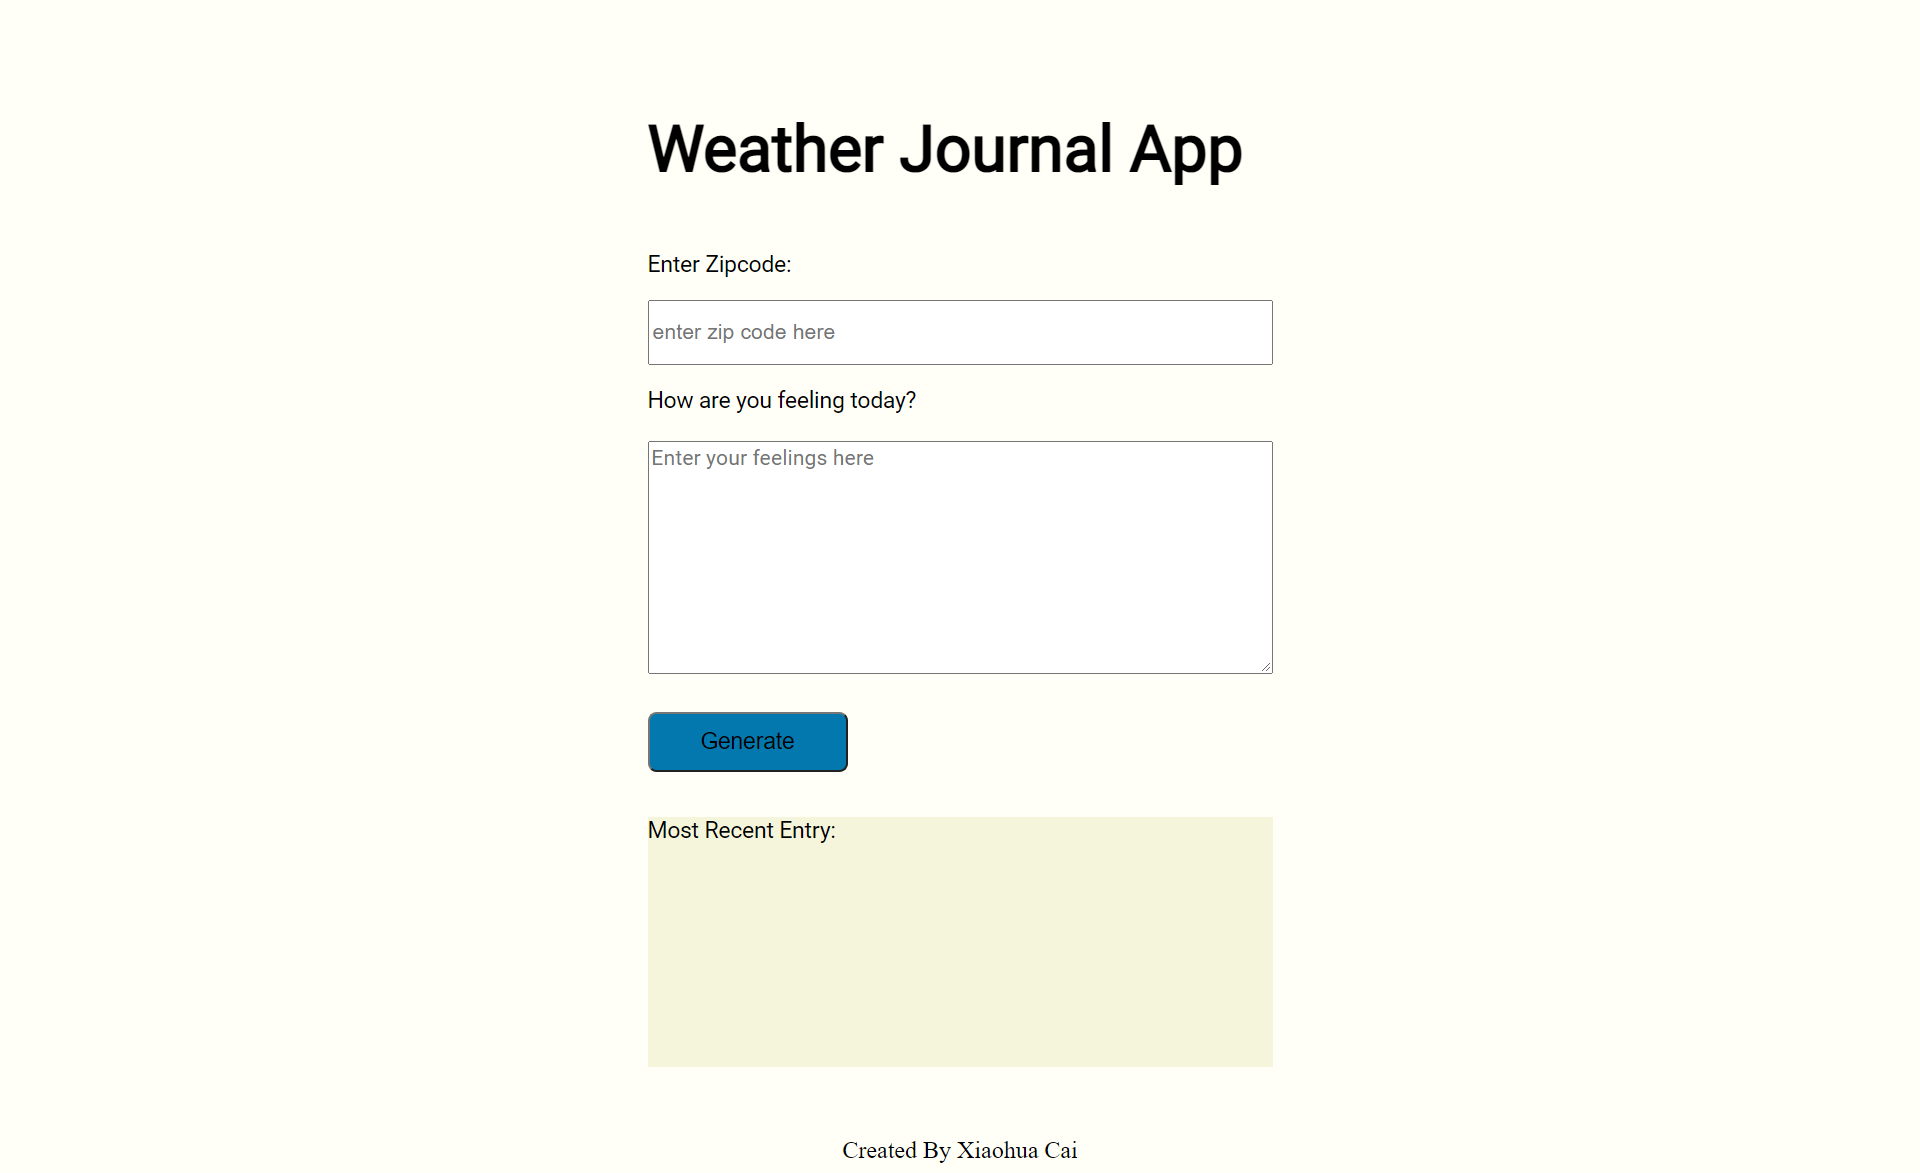 Weather Journal App
Enter Zipcode:
enter zip code here
How are you feeling today?
Enter your feelings here
Generate
Most Recent Entry:
Created By Xiaohua Cai